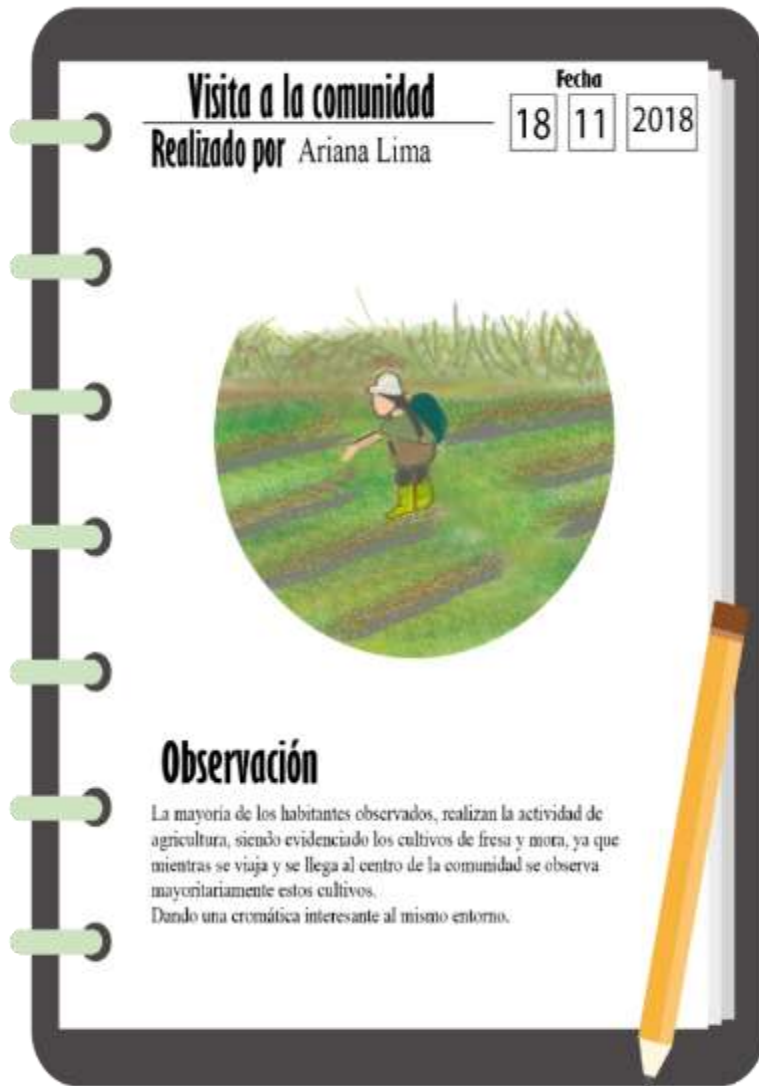 Visita a la comunidad
Fecha
18 11 2018
Realizado por Ariana Lima
Observación
La mayoría de los habitantes observados, realizan la actividad de
agricultura, siendo evidenciado los cultivos de fresa y mora, ya que
mientras se viaja y se llega al centro de la comunidad se observa
mayoritariamente estos cultivos.
Dando una cromática interesante al mismo entorno.